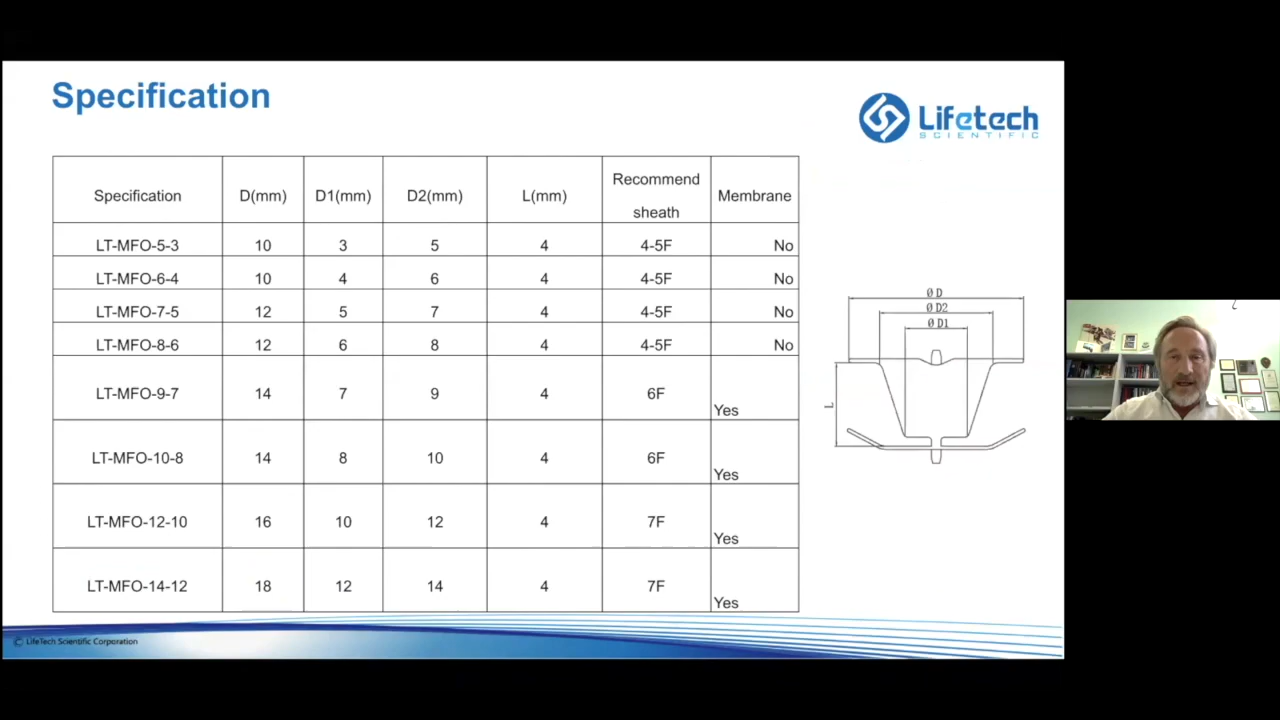 Specification
Lifetech
SCIENTIFIC
Specification D(mm) D1(mm) D2(mm) L(mm) Recommend sheath Membrane
LT-MFO-5-3 10 3 5 4 4-5F No
LT-MFO-6-4 10 4 6 4 4-5F No
LT-MFO-7-5 12 5 7 4 4-5F No
LT-MFO-8-6 12 6 8 4 4-5F No
LT-MFO-9-7 14 7 9 4 6F Yes
LT-MFO-10-8 14 8 10 4 6F Yes
LT-MFO-12-10 16 10 12 4 7F Yes
LT-MFO-14-12 18 12 14 4 7F Yes
Ø D
Ø D2
Ø D1
L
© LifeTech Scientific Corporation